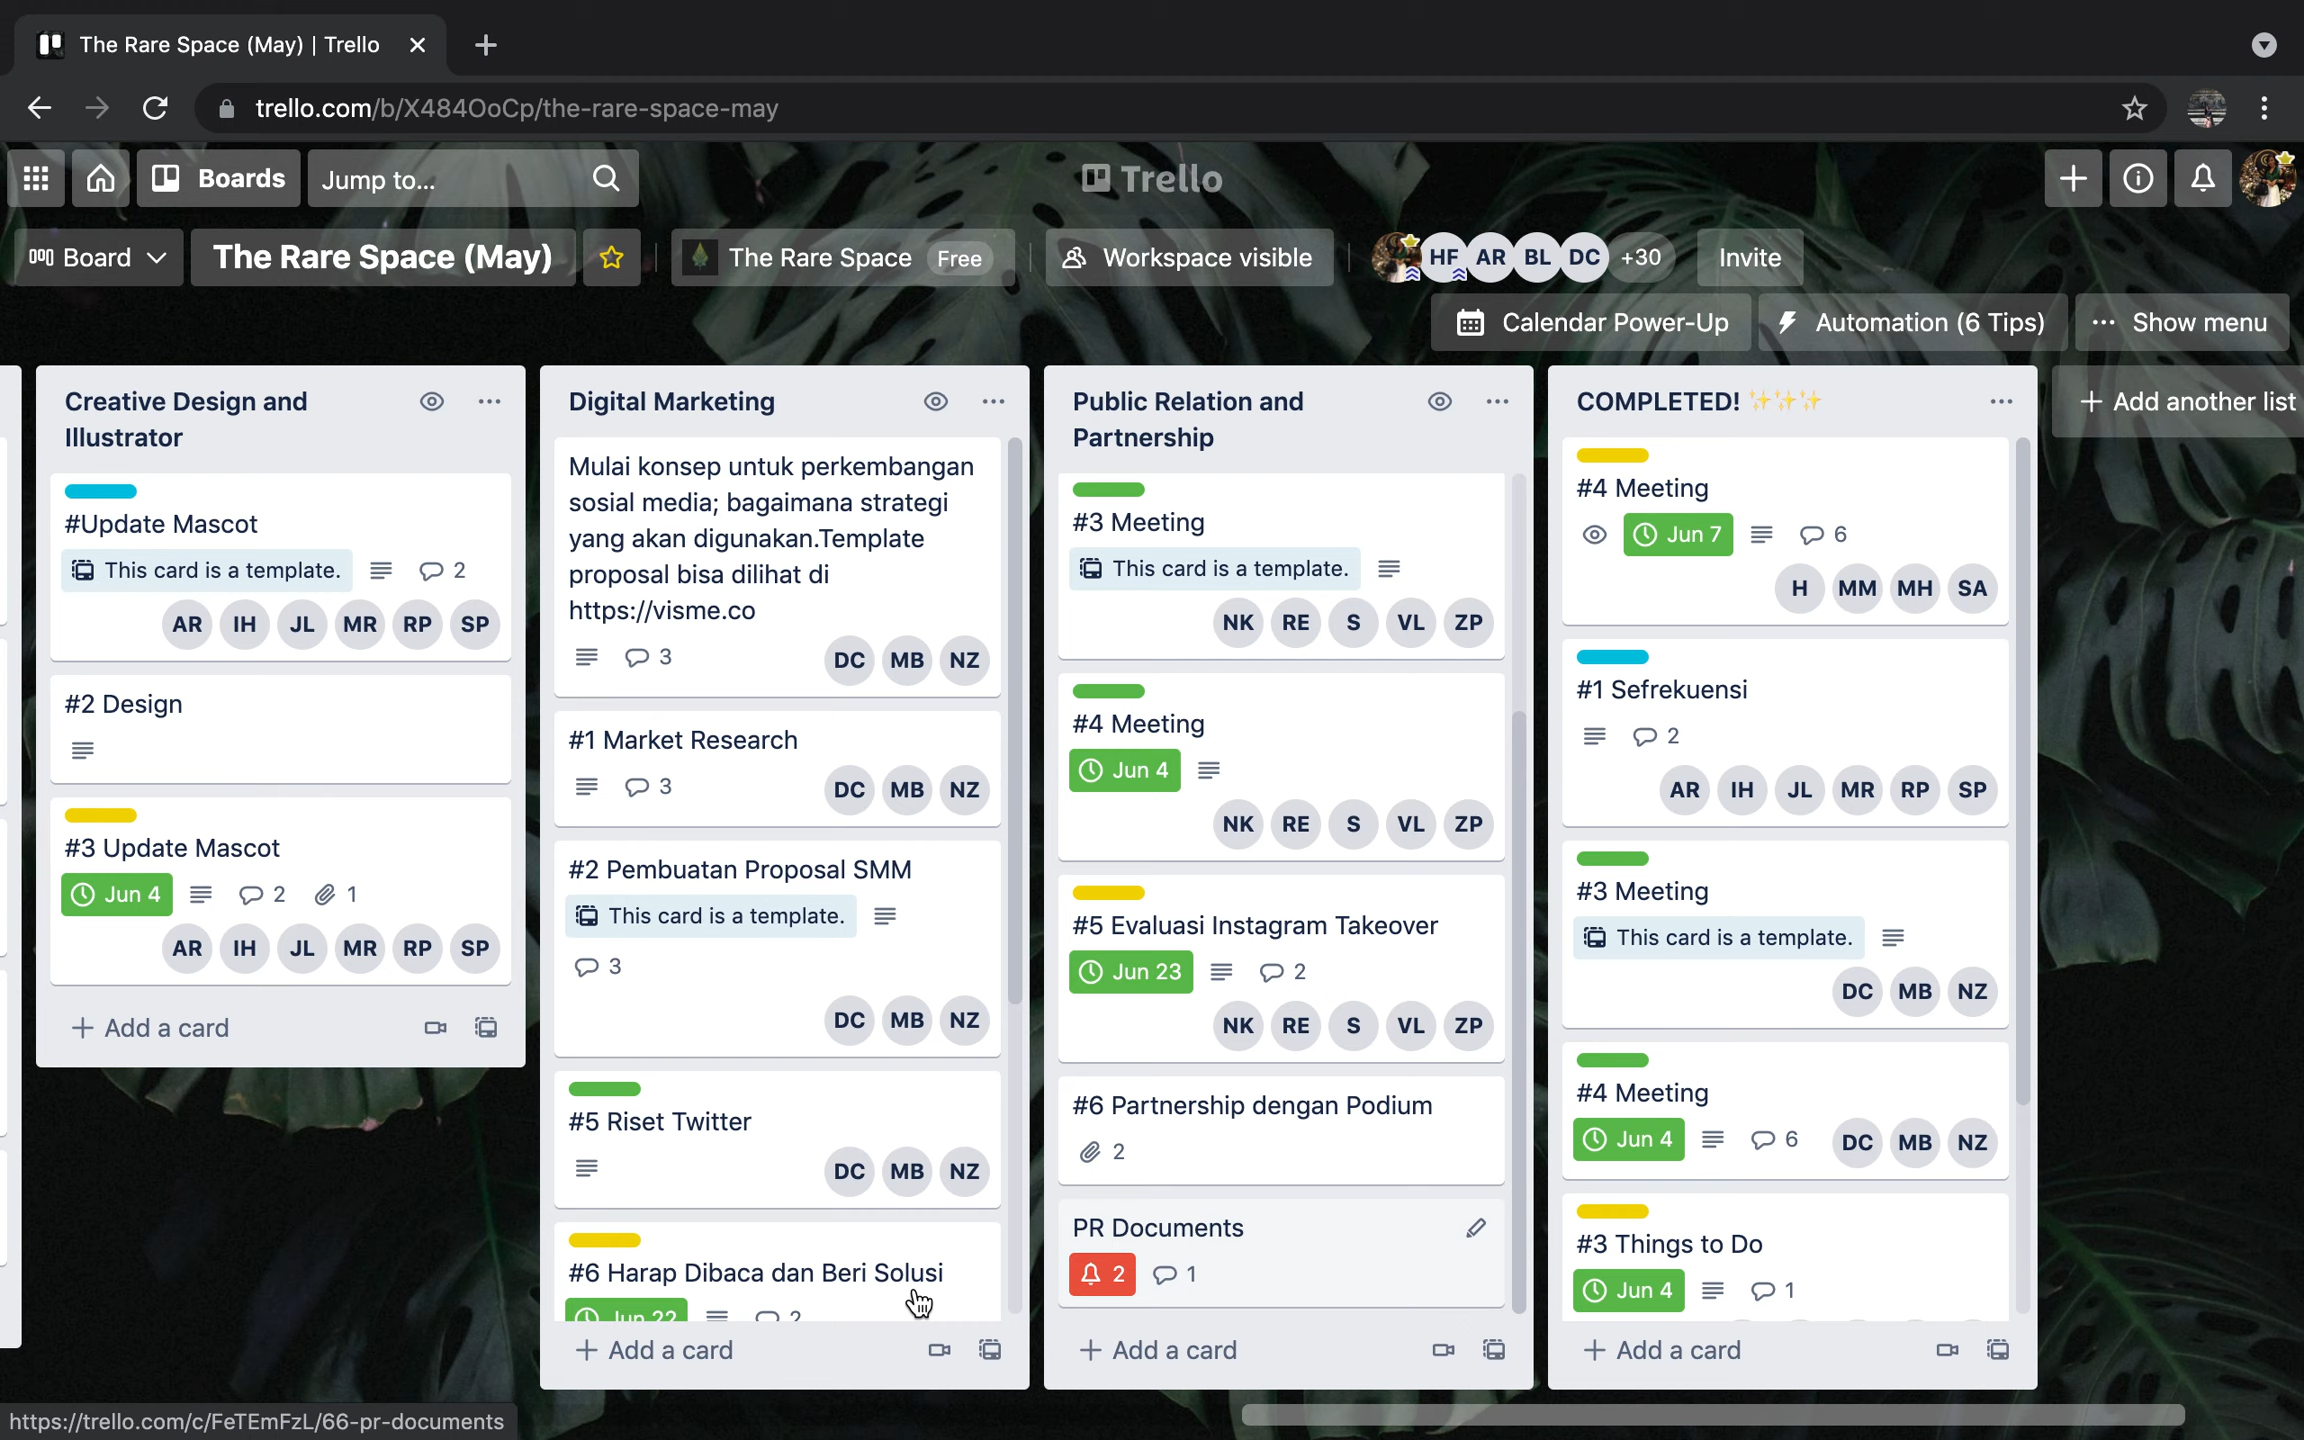 The Rare Space (May) | Trello
trello.com/b/X484OoCp/the-rare-space-may
Boards
Jump to...
Trello
Board
The Rare Space (May)
The Rare Space Free
Workspace visible
HF AR BL DC +30
Invite
Calendar Power-Up
Automation (6 Tips)
Show menu
Creative Design and
Illustrator
#Update Mascot
This card is a template.
2
AR IH JL MR RP SP
#2 Design
#3 Update Mascot
Jun 4 2 1
AR IH JL MR RP SP
Add a card
Digital Marketing
Mulai konsep untuk perkembangan
sosial media; bagaimana strategi
yang akan digunakan.Template
proposal bisa dilihat di
https://visme.co
3 DC MB NZ
#1 Market Research
3 DC MB NZ
#2 Pembuatan Proposal SMM
This card is a template.
3
DC MB NZ
#5 Riset Twitter
DC MB NZ
#6 Harap Dibaca dan Beri Solusi
Jun 22 2
Add a card
Public Relation and
Partnership
#3 Meeting
This card is a template.
NK RE S VL ZP
#4 Meeting
Jun 4
NK RE S VL ZP
#5 Evaluasi Instagram Takeover
Jun 23 2
NK RE S VL ZP
#6 Partnership dengan Podium
2
PR Documents
2 1
Add a card
COMPLETED! ✨✨✨
#4 Meeting
Jun 7 6
H MM MH SA
#1 Sefrekuensi
2
AR IH JL MR RP SP
#3 Meeting
This card is a template.
DC MB NZ
#4 Meeting
Jun 4 6 DC MB NZ
#3 Things to Do
Jun 4 1
Add a card
Add another list
https://trello.com/c/FeTEmFzL/66-pr-documents